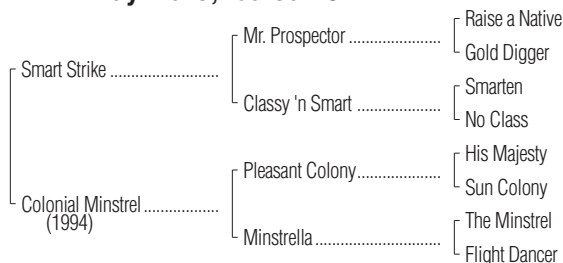 Raise a Native
Mr. Prospector ...................
Gold Digger
Smart Strike ........................
Smarten
Classy 'n Smart ..................
No Class
His Majesty
Pleasant Colony..................
Sun Colony
Colonial Minstrel ................
(1994)
The Minstrel
Minstrella...........................
Flight Dancer